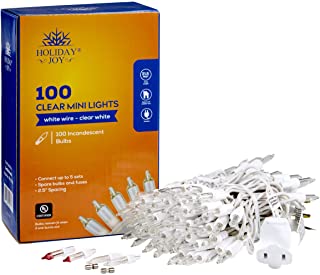 HOLIDAY®
JOY
100
CLEAR MINI LIGHTS
white wire - clear white
100 Incandescent
Bulbs
• Connect up to 5 sets
• Spare bulbs and fuses
• 2.5" Spacing